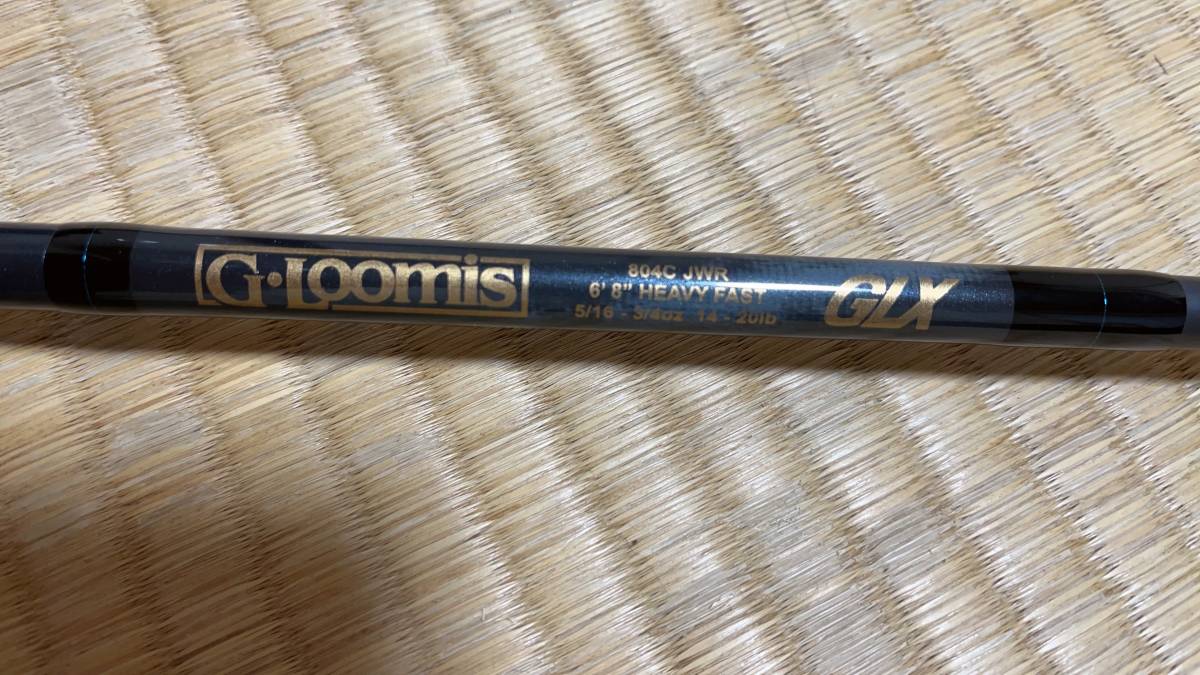 G·Loomis
804C JWR
6' 8" HEAVY FAST
5/16 - 3/4oz 14 - 20lb
GLX